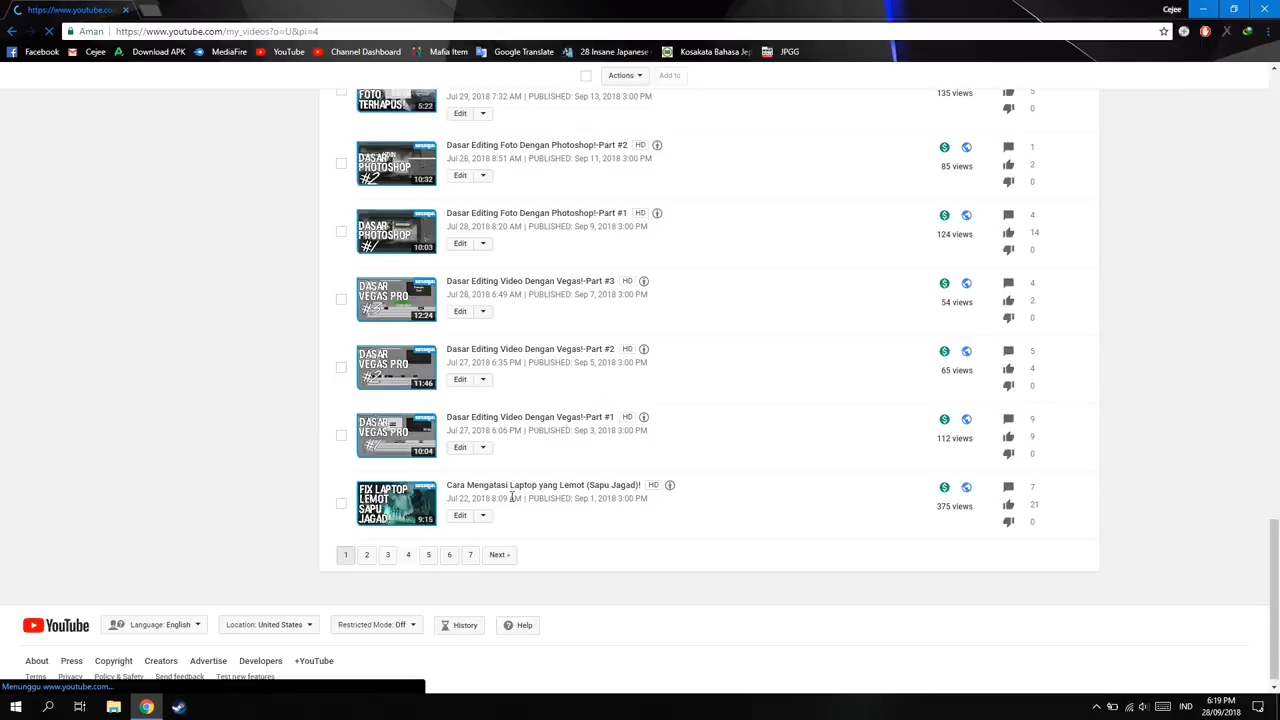 https://www.youtube.com/
Cejee
Aman
https://www.youtube.com/my_videos?o=U&pi=4
Facebook
Cejee
Download APK
MediaFire
YouTube
Channel Dashboard
Mafia Item
Google Translate
28 Insane Japanese
Kosakata Bahasa Je
JPGG
Actions
Add to
FOTO TERHAPUS!
5:22
Jul 29, 2018 7:32 AM | PUBLISHED: Sep 13, 2018 3:00 PM
Edit
135 views
5
0
DASAR PHOTOSHOP #2
10:32
Dasar Editing Foto Dengan Photoshop!-Part #2 HD
Jul 28, 2018 8:51 AM | PUBLISHED: Sep 11, 2018 3:00 PM
Edit
85 views
1
2
0
DASAR PHOTOSHOP #1
10:03
Dasar Editing Foto Dengan Photoshop!-Part #1 HD
Jul 28, 2018 8:20 AM | PUBLISHED: Sep 9, 2018 3:00 PM
Edit
124 views
4
14
0
DASAR VEGAS PRO #3
12:24
Dasar Editing Video Dengan Vegas!-Part #3 HD
Jul 28, 2018 6:49 AM | PUBLISHED: Sep 7, 2018 3:00 PM
Edit
54 views
4
2
0
DASAR VEGAS PRO #2
11:46
Dasar Editing Video Dengan Vegas!-Part #2 HD
Jul 27, 2018 6:35 PM | PUBLISHED: Sep 5, 2018 3:00 PM
Edit
65 views
5
4
0
DASAR VEGAS PRO #1
10:04
Dasar Editing Video Dengan Vegas!-Part #1 HD
Jul 27, 2018 6:06 PM | PUBLISHED: Sep 3, 2018 3:00 PM
Edit
112 views
9
9
0
FIX LAPTOP LEMOT SAPU JAGAD!
9:15
Cara Mengatasi Laptop yang Lemot (Sapu Jagad)! HD
Jul 22, 2018 8:09 AM | PUBLISHED: Sep 1, 2018 3:00 PM
Edit
375 views
7
21
0
1 2 3 4 5 6 7 Next »
YouTube
Language: English
Location: United States
Restricted Mode: Off
History
Help
About Press Copyright Creators Advertise Developers +YouTube
Terms Privacy Policy & Safety Send feedback Test new features
Menunggu www.youtube.com...
IND
6:19 PM
28/09/2018